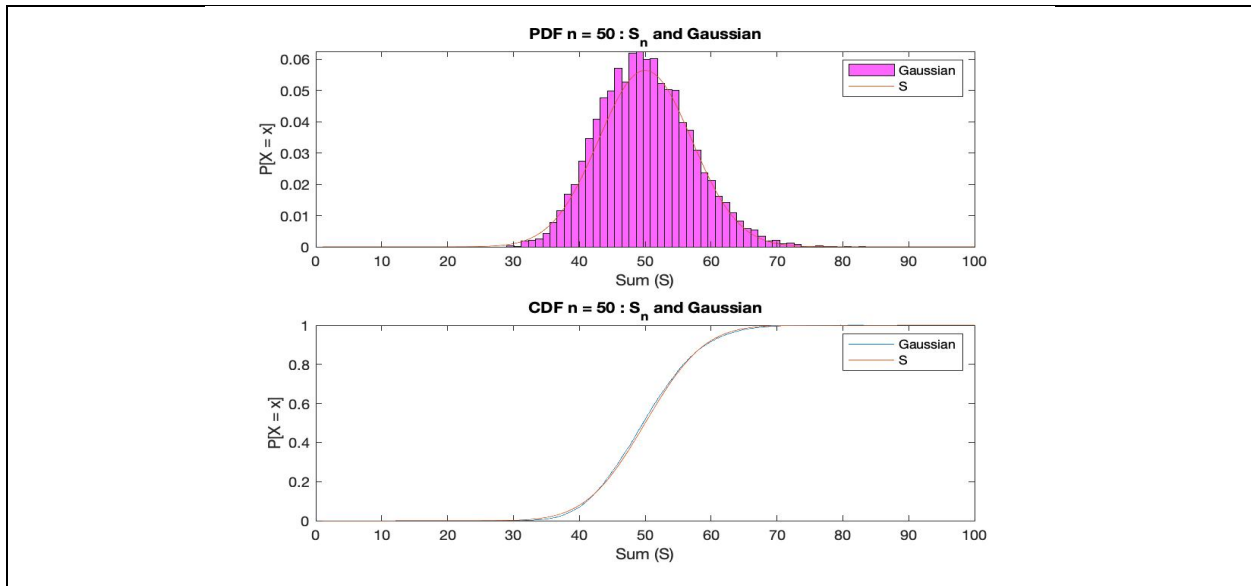 PDF n = 50 : Sn and Gaussian
0.06
0.05
0.04
0.03
0.02
0.01
0
P[X = x]
Gaussian
S
0 10 20 30 40 50 60 70 80 90 100
Sum (S)
CDF n = 50 : Sn and Gaussian
1
0.8
0.6
0.4
0.2
0
P[X = x]
Gaussian
S
0 10 20 30 40 50 60 70 80 90 100
Sum (S)